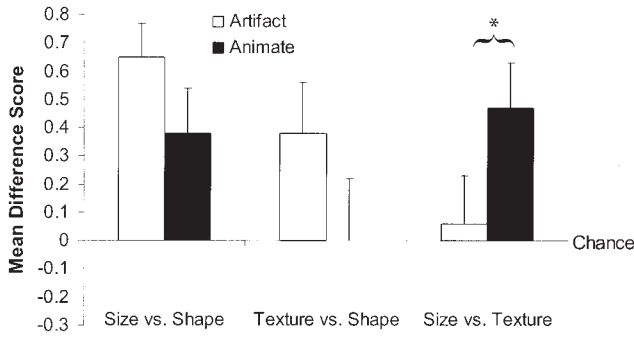 0.8
0.7
0.6
0.5
0.4
0.3
0.2
0.1
0
-0.1
-0.2
-0.3
Mean Difference Score
Artifact
Animate
*
Chance
Size vs. Shape
Texture vs. Shape
Size vs. Texture